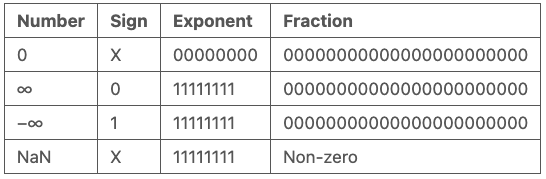 Number Sign Exponent Fraction
0 X 00000000 00000000000000000000000
∞ 0 11111111 00000000000000000000000
−∞ 1 11111111 00000000000000000000000
NaN X 11111111 Non-zero